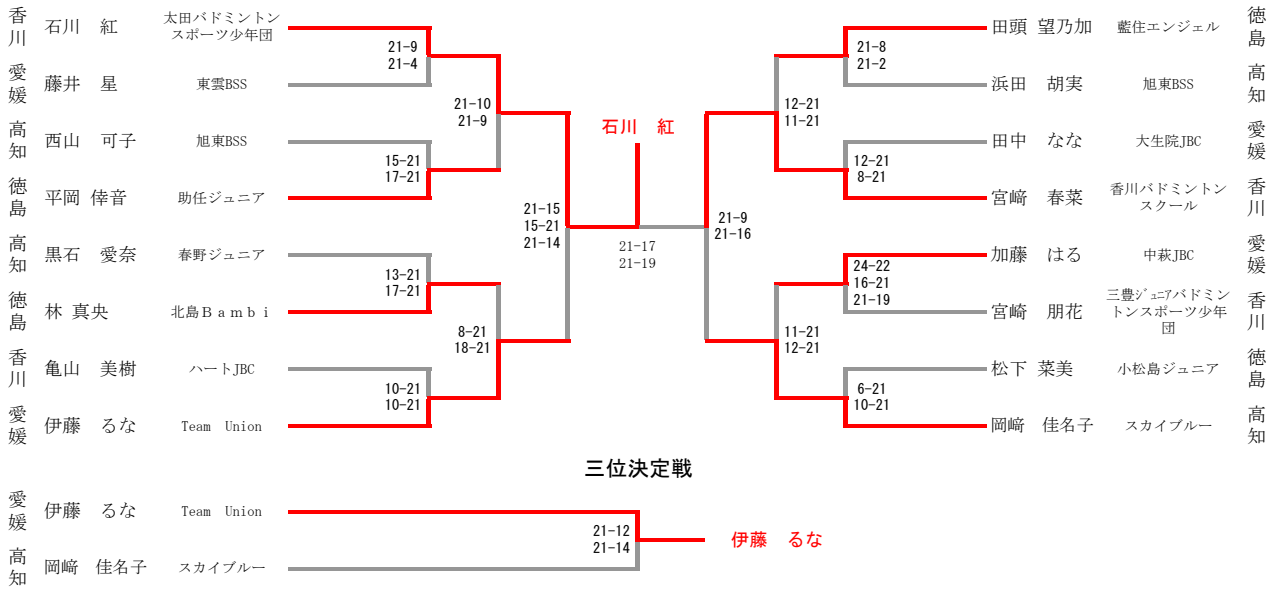 香川 石川 紅 太田バドミントンスポーツ少年団
愛媛 藤井 星 東雲BSS
高知 西山 可子 旭東BSS
徳島 平岡 倖音 助任ジュニア
高知 黒石 愛奈 春野ジュニア
徳島 林 真央 北島Ｂａｍｂｉ
香川 亀山 美樹 ハートJBC
愛媛 伊藤 るな Team Union
21-9
21-4
15-21
17-21
13-21
17-21
10-21
10-21
21-10
21-9
8-21
18-21
21-15
15-21
21-14
石川 紅
21-17
21-19
21-9
21-16
12-21
11-21
11-21
12-21
21-8
21-2
12-21
8-21
24-22
16-21
21-19
6-21
10-21
田頭 望乃加 藍住エンジェル 徳島
浜田 胡実 旭東BSS 高知
田中 なな 大生院JBC 愛媛
宮﨑 春菜 香川バドミントンスクール 香川
加藤 はる 中萩JBC 愛媛
宮崎 朋花 三豊ｼﾞｭﾆｱバドミントンスポーツ少年団 香川
松下 菜美 小松島ジュニア 徳島
岡﨑 佳名子 スカイブルー 高知
三位決定戦
愛媛 伊藤 るな Team Union
高知 岡﨑 佳名子 スカイブルー
21-12
21-14
伊藤 るな